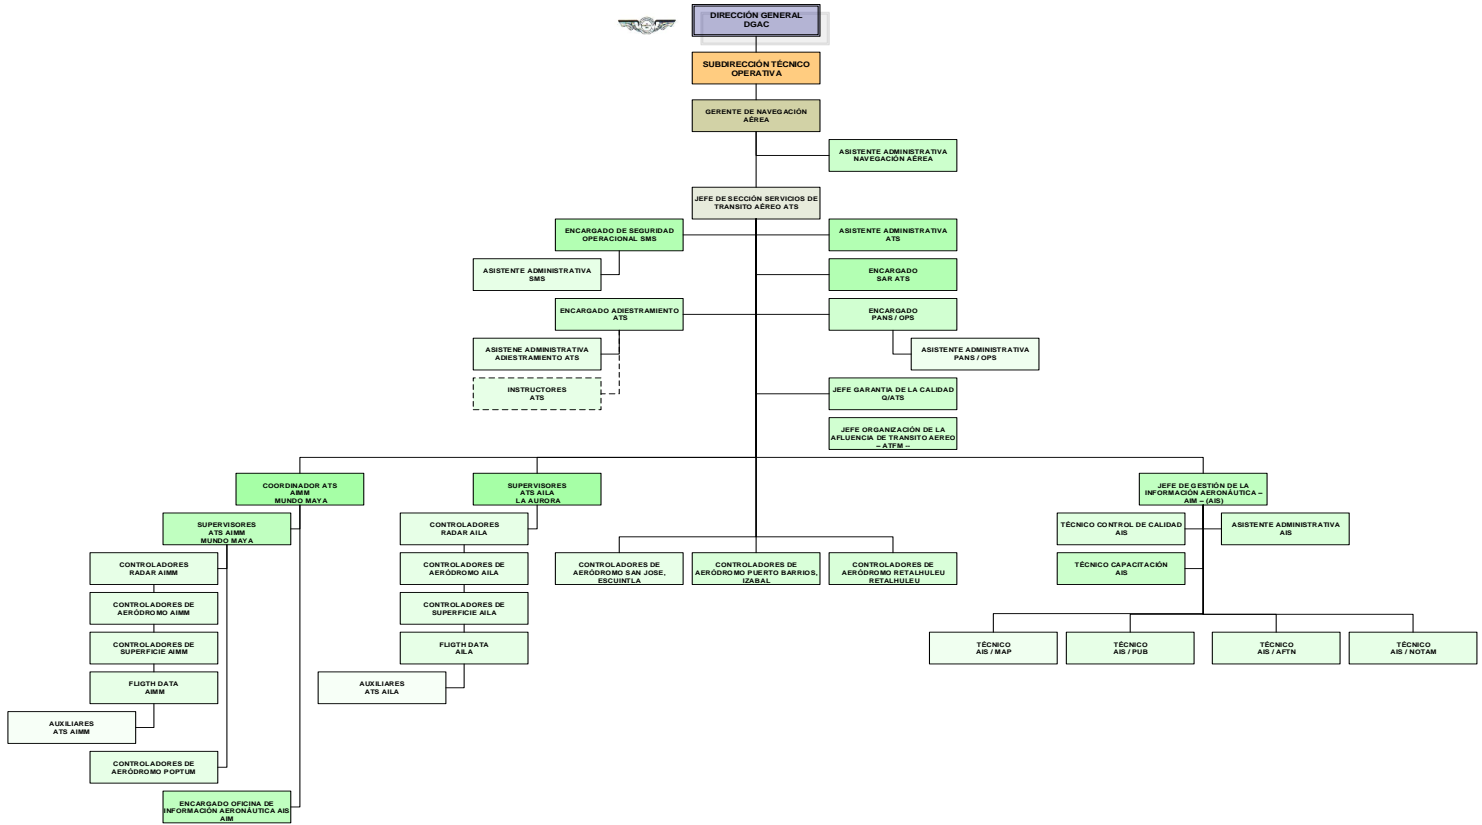 DIRECCIÓN GENERAL
DGAC
SUBDIRECCIÓN TÉCNICO
OPERATIVA
GERENTE DE NAVEGACIÓN
AÉREA
ASISTENTE ADMINISTRATIVA
NAVEGACIÓN AÉREA
JEFE DE SECCIÓN SERVICIOS DE
TRANSITO AÉREO ATS
ENCARGADO DE SEGURIDAD
OPERACIONAL SMS
ASISTENTE ADMINISTRATIVA
ATS
ASISTENTE ADMINISTRATIVA
SMS
ENCARGADO
SAR ATS
ENCARGADO ADIESTRAMIENTO
ATS
ENCARGADO
PANS / OPS
ASISTENE ADMINISTRATIVA
ADIESTRAMIENTO ATS
ASISTENTE ADMINISTRATIVA
PANS / OPS
INSTRUCTORES
ATS
JEFE GARANTIA DE LA CALIDAD
Q/ATS
JEFE ORGANIZACIÓN DE LA
AFLUENCIA DE TRANSITO AEREO
– ATFM –
COORDINADOR ATS
AIMM
MUNDO MAYA
SUPERVISORES
ATS AILA
LA AURORA
JEFE DE GESTIÓN DE LA
INFORMACIÓN AERONÁUTICA –
AIM – (AIS)
SUPERVISORES
ATS AIMM
MUNDO MAYA
CONTROLADORES
RADAR AILA
TÉCNICO CONTROL DE CALIDAD
AIS
ASISTENTE ADMINISTRATIVA
AIS
CONTROLADORES
RADAR AIMM
CONTROLADORES DE
AERÓDROMO AILA
CONTROLADORES DE
AERÓDROMO SAN JOSE,
ESCUINTLA
CONTROLADORES DE
AERÓDROMO PUERTO BARRIOS,
IZABAL
CONTROLADORES DE
AERÓDROMO RETALHULEU
RETALHULEU
TÉCNICO CAPACITACIÓN
AIS
CONTROLADORES DE
AERÓDROMO AIMM
CONTROLADORES DE
SUPERFICIE AILA
CONTROLADORES DE
SUPERFICIE AIMM
FLIGTH DATA
AILA
TÉCNICO
AIS / MAP
TÉCNICO
AIS / PUB
TÉCNICO
AIS / AFTN
TÉCNICO
AIS / NOTAM
FLIGTH DATA
AIMM
AUXILIARES
ATS AILA
AUXILIARES
ATS AIMM
CONTROLADORES DE
AERÓDROMO POPTUM
ENCARGADO OFICINA DE
INFORMACIÓN AERONÁUTICA AIS
AIM